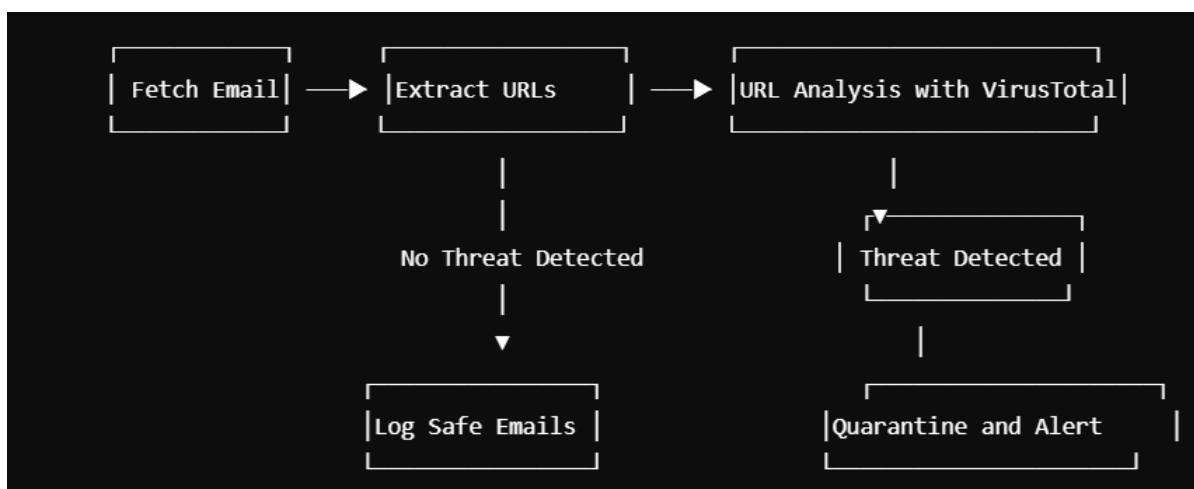 Fetch Email
Extract URLs
URL Analysis with VirusTotal
No Threat Detected
Threat Detected
Log Safe Emails
Quarantine and Alert